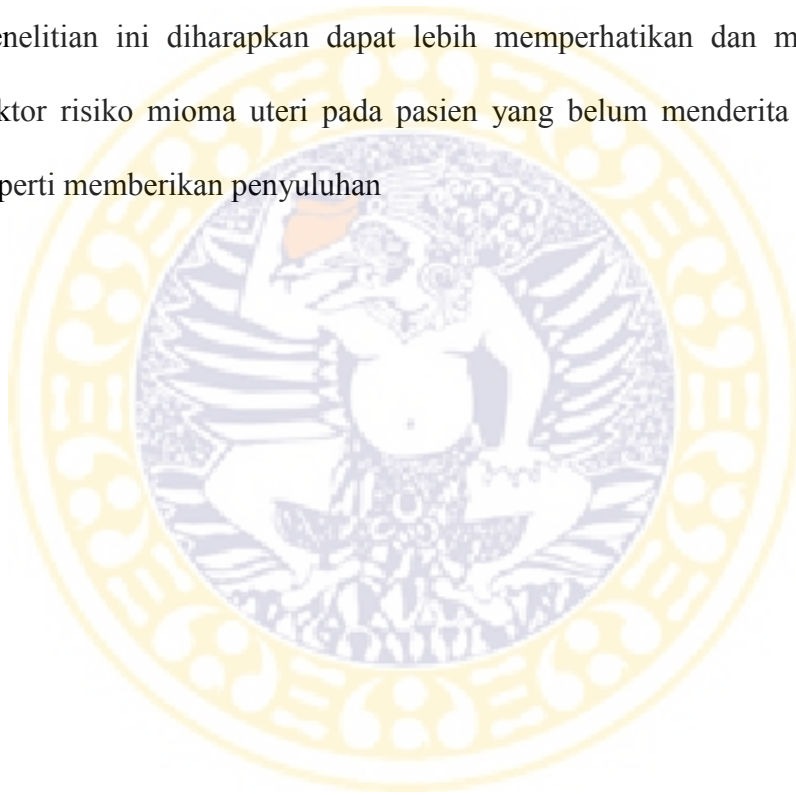 enelitian ini diharapkan dapat lebih memperhatikan dan m
ktor risiko mioma uteri pada pasien yang belum menderita
perti memberikan penyuluhan